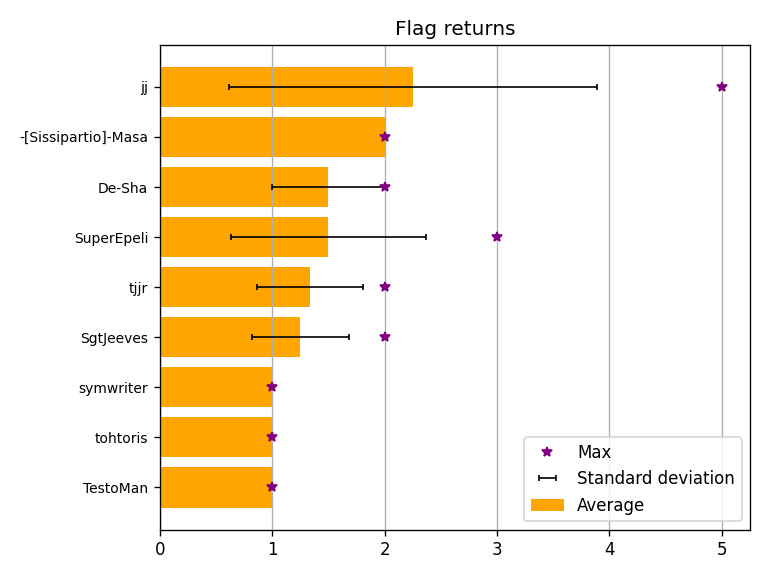 Flag returns
jj
-[Sissipartio]-Masa
De-Sha
SuperEpeli
tjjr
SgtJeeves
symwriter
tohtoris
TestoMan
Max
Standard deviation
Average
0 1 2 3 4 5